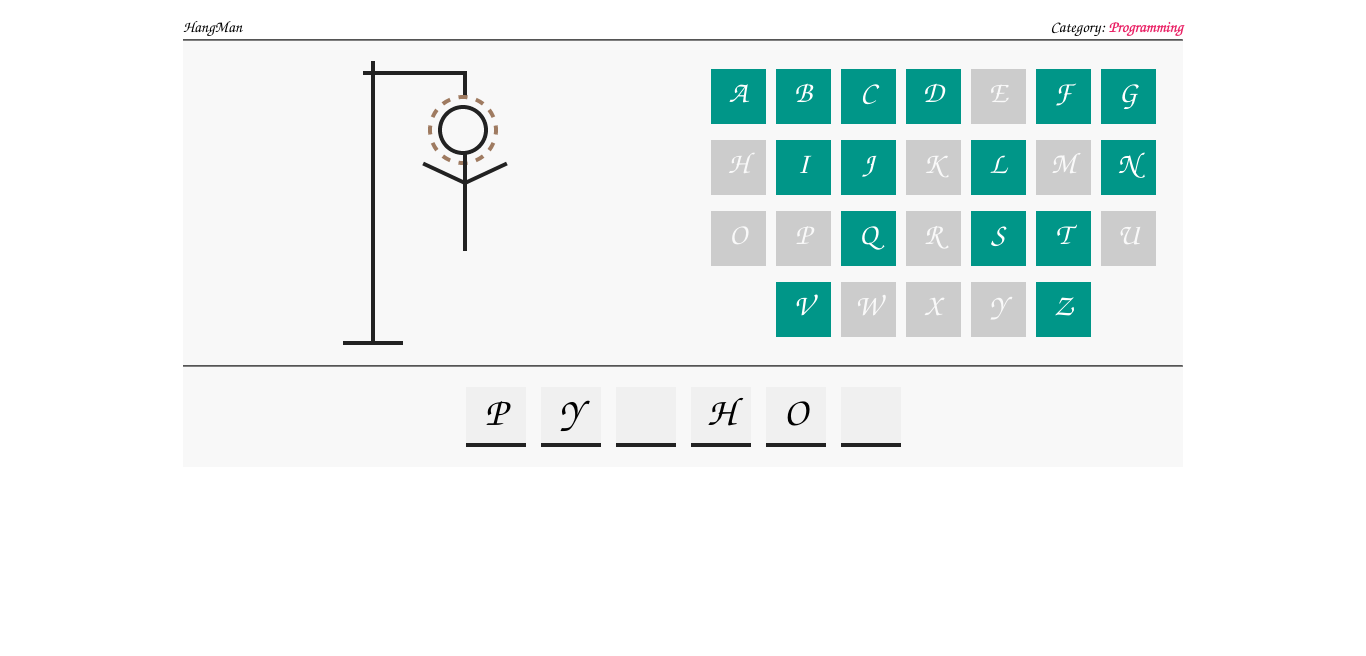 HangMan Category: Programming
A B C D E F G
H I J K L M N
O P Q R S T U
V W X Y Z
P Y H O